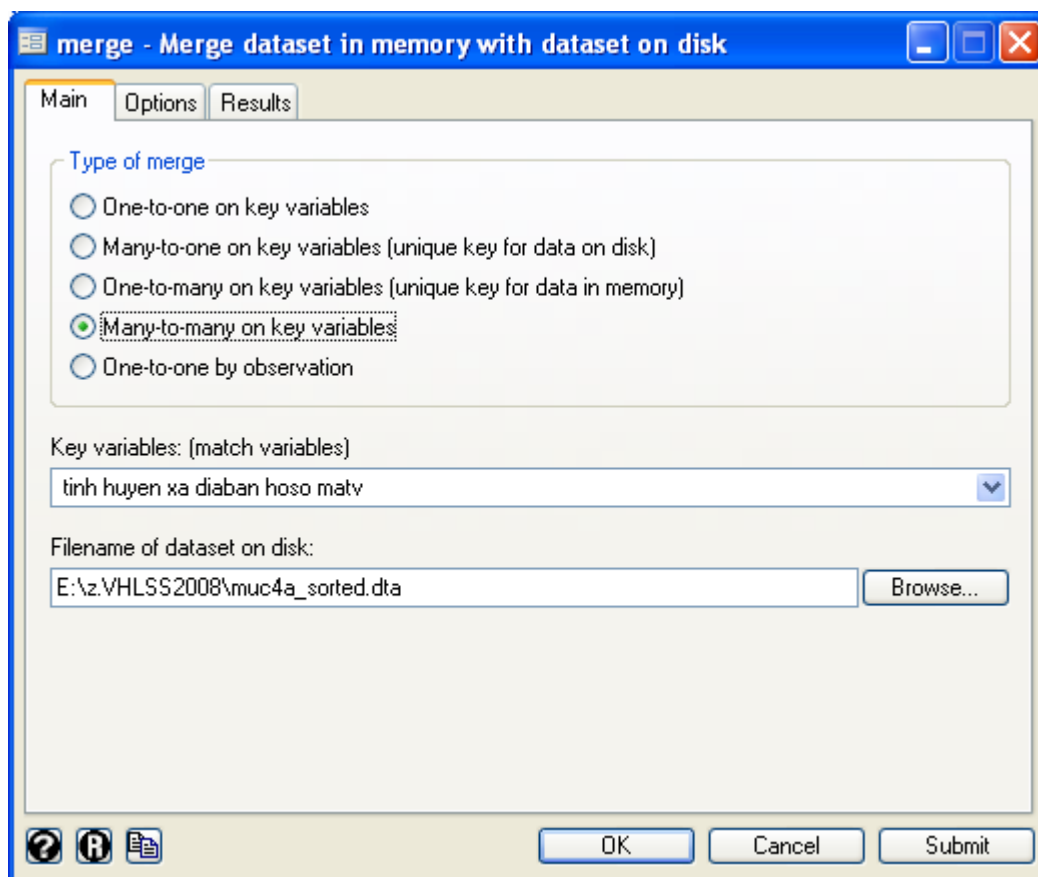 merge - Merge dataset in memory with dataset on disk
Main Options Results
Type of merge
One-to-one on key variables
Many-to-one on key variables (unique key for data on disk)
One-to-many on key variables (unique key for data in memory)
Many-to-many on key variables
One-to-one by observation
Key variables: (match variables)
tinh huyen xa diaban hoso matv
Filename of dataset on disk:
E:\z.VHLSS2008\muc4a_sorted.dta Browse...
? R OK Cancel Submit